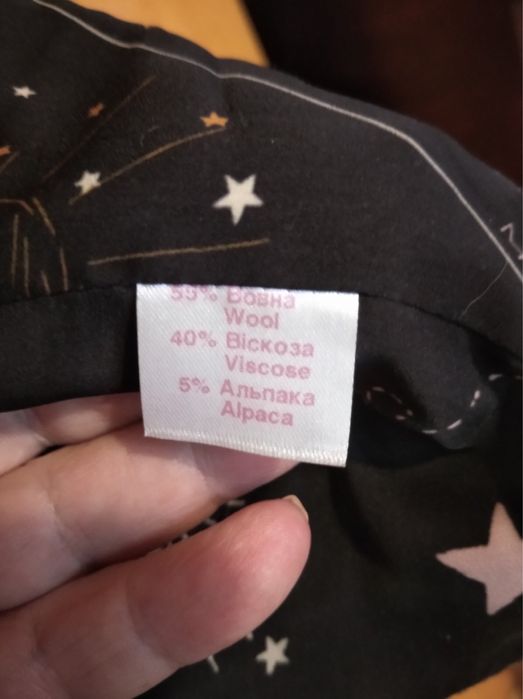 55% Вовна
Wool
40% Віскоза
Viscose
5% Альпака
Alpaca